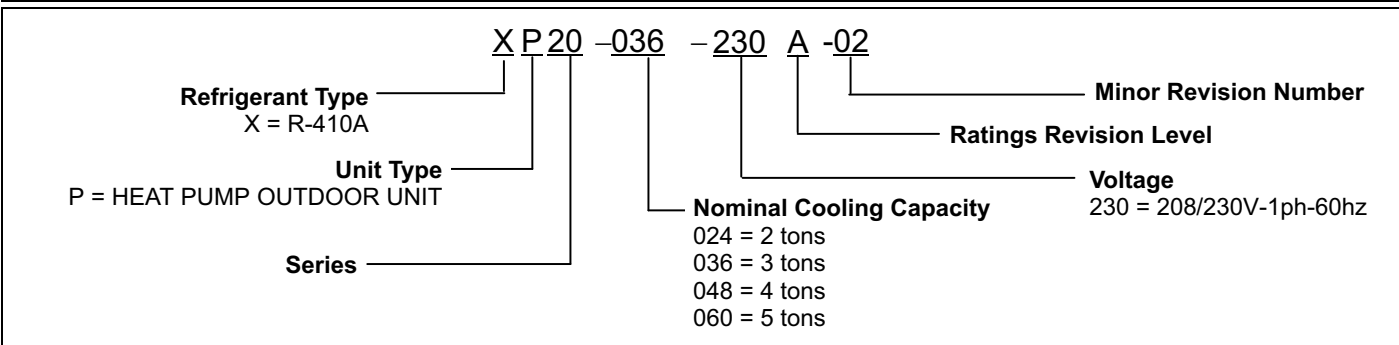 XP20 –036 –230 A -02
Refrigerant Type
X = R-410A
Unit Type
P = HEAT PUMP OUTDOOR UNIT
Series
Nominal Cooling Capacity
024 = 2 tons
036 = 3 tons
048 = 4 tons
060 = 5 tons
Minor Revision Number
Ratings Revision Level
Voltage
230 = 208/230V-1ph-60hz